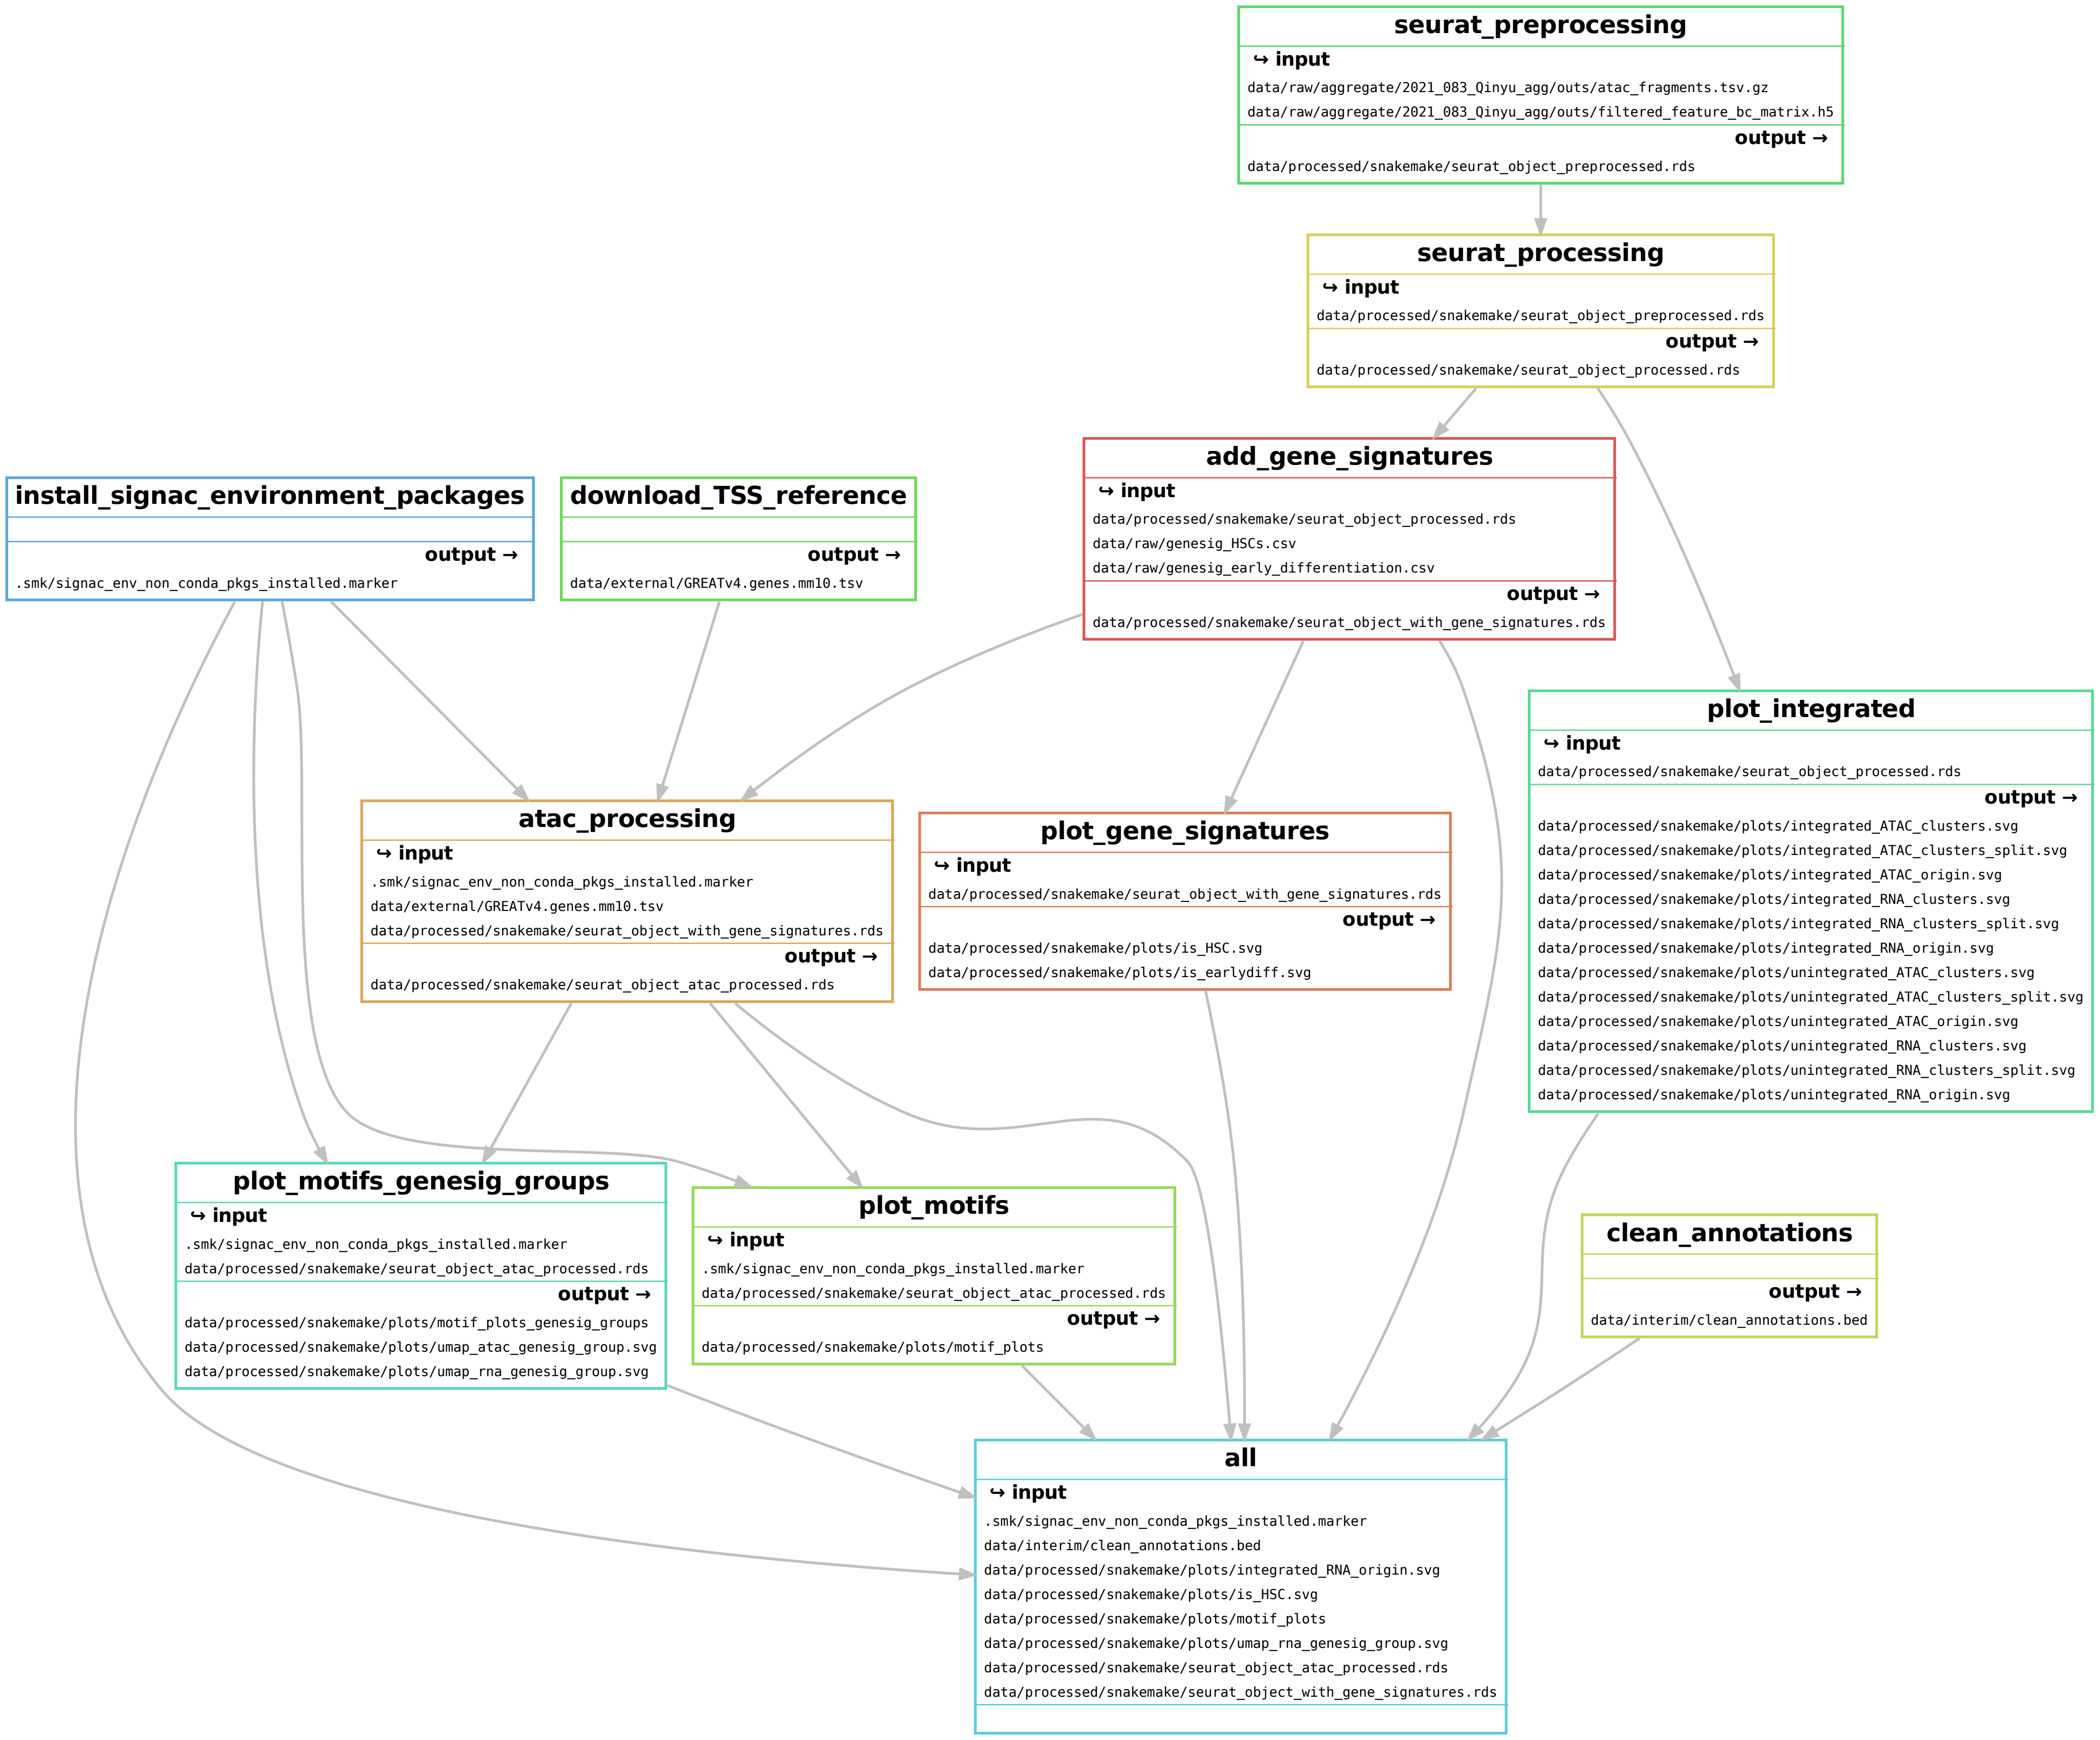 seurat_preprocessing
↪ input
data/raw/aggregate/2021_083_Qinyu_agg/outs/atac_fragments.tsv.gz
data/raw/aggregate/2021_083_Qinyu_agg/outs/filtered_feature_bc_matrix.h5
output →
data/processed/snakemake/seurat_object_preprocessed.rds
seurat_processing
↪ input
data/processed/snakemake/seurat_object_preprocessed.rds
output →
data/processed/snakemake/seurat_object_processed.rds
add_gene_signatures
↪ input
data/processed/snakemake/seurat_object_processed.rds
data/raw/genesig_HSCs.csv
data/raw/genesig_early_differentiation.csv
output →
data/processed/snakemake/seurat_object_with_gene_signatures.rds
install_signac_environment_packages
output →
.smk/signac_env_non_conda_pkgs_installed.marker
download_TSS_reference
output →
data/external/GREATv4.genes.mm10.tsv
plot_integrated
↪ input
data/processed/snakemake/seurat_object_processed.rds
output →
data/processed/snakemake/plots/integrated_ATAC_clusters.svg
data/processed/snakemake/plots/integrated_ATAC_clusters_split.svg
data/processed/snakemake/plots/integrated_ATAC_origin.svg
data/processed/snakemake/plots/integrated_RNA_clusters.svg
data/processed/snakemake/plots/integrated_RNA_clusters_split.svg
data/processed/snakemake/plots/integrated_RNA_origin.svg
data/processed/snakemake/plots/unintegrated_ATAC_clusters.svg
data/processed/snakemake/plots/unintegrated_ATAC_clusters_split.svg
data/processed/snakemake/plots/unintegrated_ATAC_origin.svg
data/processed/snakemake/plots/unintegrated_RNA_clusters.svg
data/processed/snakemake/plots/unintegrated_RNA_clusters_split.svg
data/processed/snakemake/plots/unintegrated_RNA_origin.svg
atac_processing
↪ input
.smk/signac_env_non_conda_pkgs_installed.marker
data/external/GREATv4.genes.mm10.tsv
data/processed/snakemake/seurat_object_with_gene_signatures.rds
output →
data/processed/snakemake/seurat_object_atac_processed.rds
plot_gene_signatures
↪ input
data/processed/snakemake/seurat_object_with_gene_signatures.rds
output →
data/processed/snakemake/plots/is_HSC.svg
data/processed/snakemake/plots/is_earlydiff.svg
plot_motifs_genesig_groups
↪ input
.smk/signac_env_non_conda_pkgs_installed.marker
data/processed/snakemake/seurat_object_atac_processed.rds
output →
data/processed/snakemake/plots/motif_plots_genesig_groups
data/processed/snakemake/plots/umap_atac_genesig_group.svg
data/processed/snakemake/plots/umap_rna_genesig_group.svg
plot_motifs
↪ input
.smk/signac_env_non_conda_pkgs_installed.marker
data/processed/snakemake/seurat_object_atac_processed.rds
output →
data/processed/snakemake/plots/motif_plots
clean_annotations
output →
data/interim/clean_annotations.bed
all
↪ input
.smk/signac_env_non_conda_pkgs_installed.marker
data/interim/clean_annotations.bed
data/processed/snakemake/plots/integrated_RNA_origin.svg
data/processed/snakemake/plots/is_HSC.svg
data/processed/snakemake/plots/motif_plots
data/processed/snakemake/plots/umap_rna_genesig_group.svg
data/processed/snakemake/seurat_object_atac_processed.rds
data/processed/snakemake/seurat_object_with_gene_signatures.rds